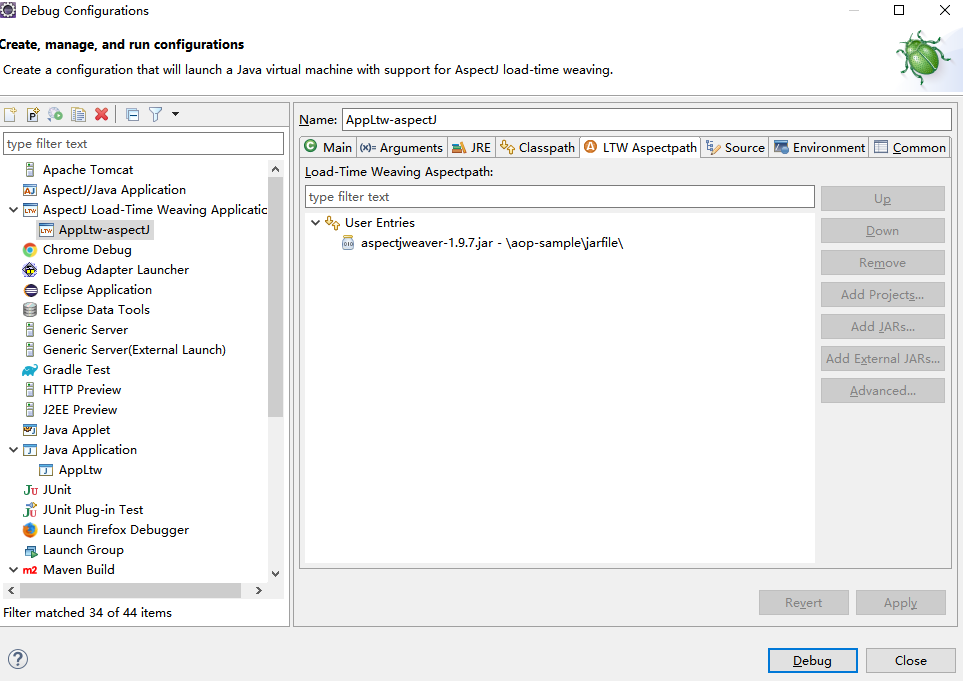 Debug Configurations
Create, manage, and run configurations
Create a configuration that will launch a Java virtual machine with support for AspectJ load-time weaving.
type filter text
Apache Tomcat
AspectJ/Java Application
AspectJ Load-Time Weaving Applicatic
AppLtw-aspectJ
Chrome Debug
Debug Adapter Launcher
Eclipse Application
Eclipse Data Tools
Generic Server
Generic Server(External Launch)
Gradle Test
HTTP Preview
J2EE Preview
Java Applet
Java Application
AppLtw
JUnit
JUnit Plug-in Test
Launch Firefox Debugger
Launch Group
m2 Maven Build
Filter matched 34 of 44 items
Name: AppLtw-aspectJ
Main (x)= Arguments JRE Classpath LTW Aspectpath Source Environment Common
Load-Time Weaving Aspectpath:
type filter text
User Entries
aspectjweaver-1.9.7.jar - \aop-sample\jarfile\
Up
Down
Remove
Add Projects...
Add JARs...
Add External JARs...
Advanced...
Revert Apply
Debug Close